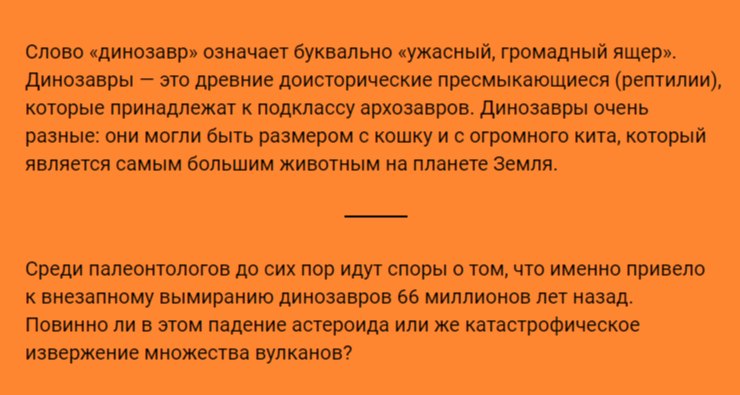 Слово «динозавр» означает буквально «ужасный, громадный ящер».
Динозавры — это древние доисторические пресмыкающиеся (рептилии),
которые принадлежат к подклассу архозавров. Динозавры очень
разные: они могли быть размером с кошку и с огромного кита, который
является самым большим животным на планете Земля.
Среди палеонтологов до сих пор идут споры о том, что именно привело
к внезапному вымиранию динозавров 66 миллионов лет назад.
Повинно ли в этом падение астероида или же катастрофическое
извержение множества вулканов?